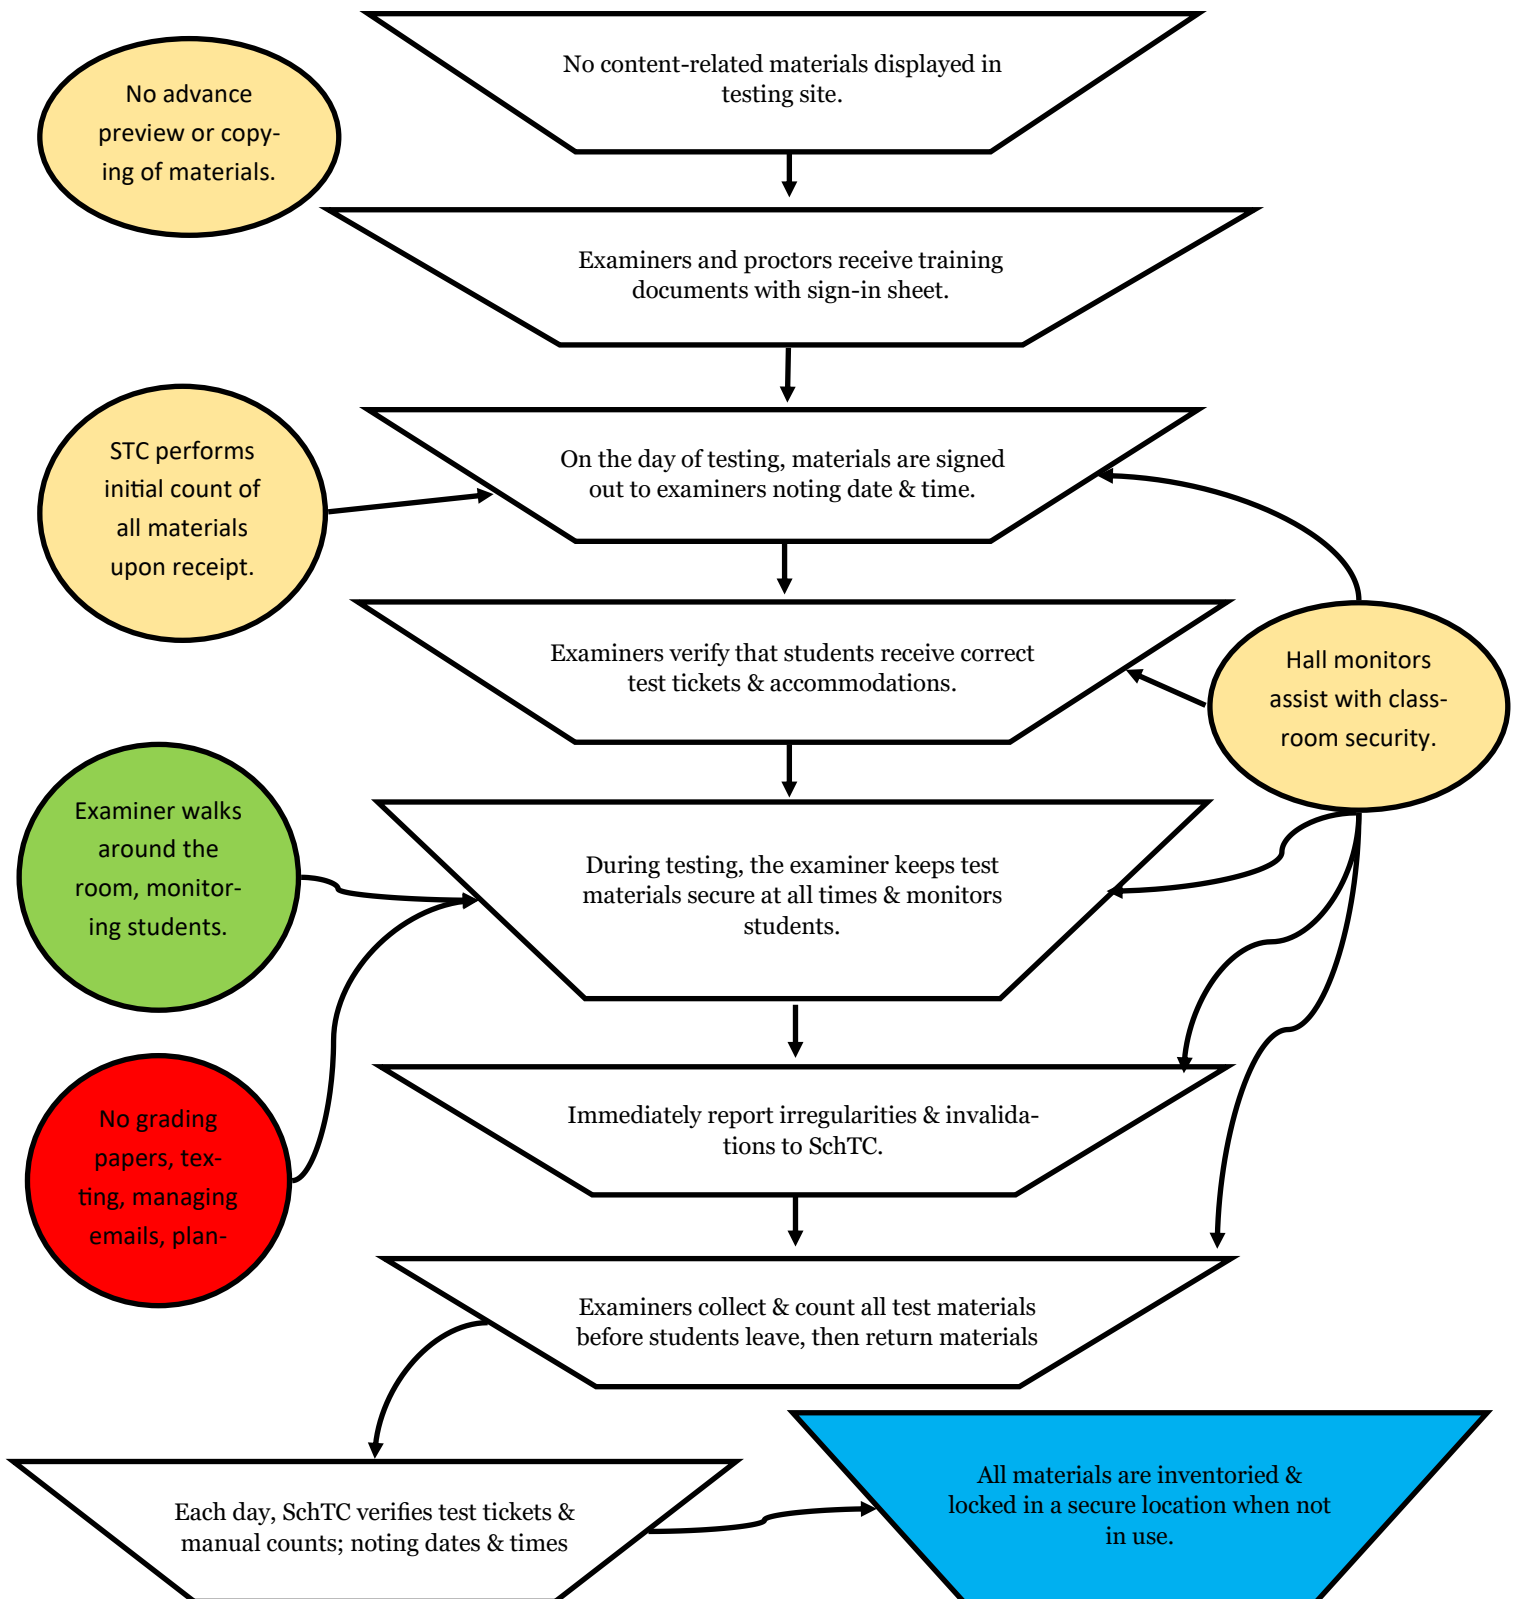 No content-related materials displayed in
testing site.
No advance
preview or copy-
ing of materials.
Examiners and proctors receive training
documents with sign-in sheet.
STC performs
initial count of
all materials
upon receipt.
On the day of testing, materials are signed
out to examiners noting date & time.
Examiners verify that students receive correct
test tickets & accommodations.
Hall monitors
assist with class-
room security.
Examiner walks
around the
room, monitor-
ing students.
During testing, the examiner keeps test
materials secure at all times & monitors
students.
No grading
papers, tex-
ting, managing
emails, plan-
Immediately report irregularities & invalida-
tions to SchTC.
Examiners collect & count all test materials
before students leave, then return materials
Each day, SchTC verifies test tickets &
manual counts; noting dates & times
All materials are inventoried &
locked in a secure location when not
in use.